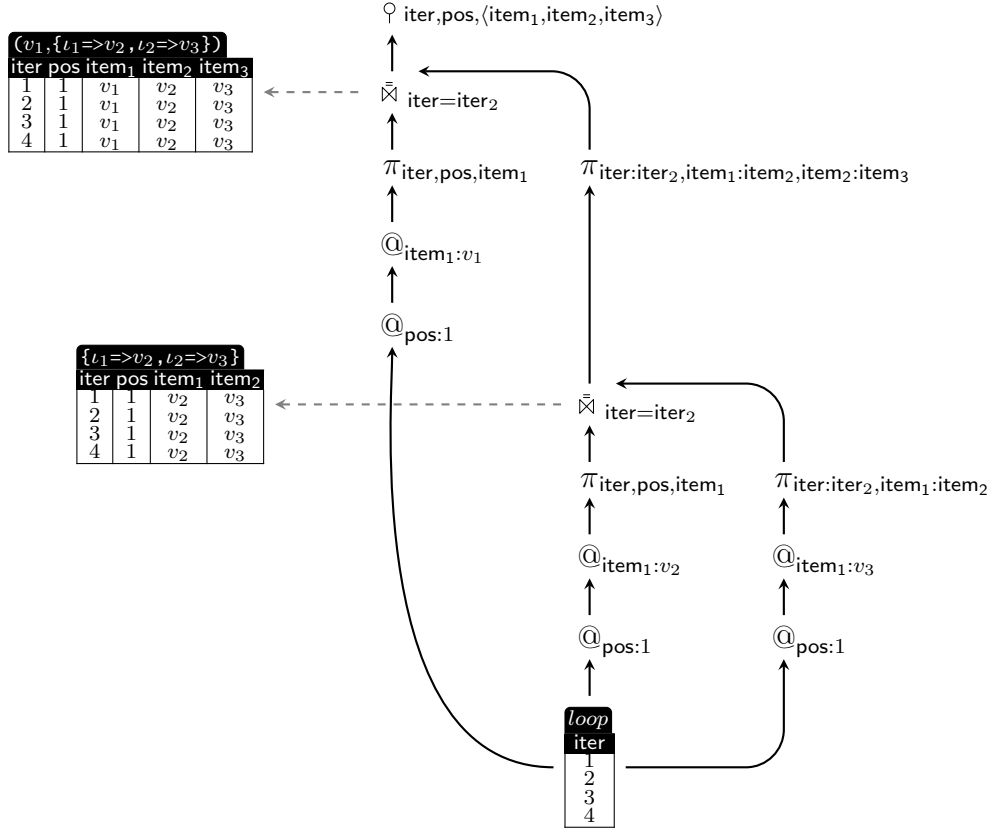 ⚲ iter,pos,⟨item₁,item₂,item₃⟩
(v₁,{ι₁=>v₂,ι₂=>v₃})
iter pos item₁ item₂ item₃
1 1 v₁ v₂ v₃
2 1 v₁ v₂ v₃
3 1 v₁ v₂ v₃
4 1 v₁ v₂ v₃
⋈̿ iter=iter₂
π iter,pos,item₁
π iter:iter₂,item₁:item₂,item₂:item₃
@ item₁:v₁
@ pos:1
{ι₁=>v₂,ι₂=>v₃}
iter pos item₁ item₂
1 1 v₂ v₃
2 1 v₂ v₃
3 1 v₂ v₃
4 1 v₂ v₃
⋈̿ iter=iter₂
π iter,pos,item₁
π iter:iter₂,item₁:item₂
@ item₁:v₂
@ item₁:v₃
@ pos:1
@ pos:1
loop
iter
1
2
3
4